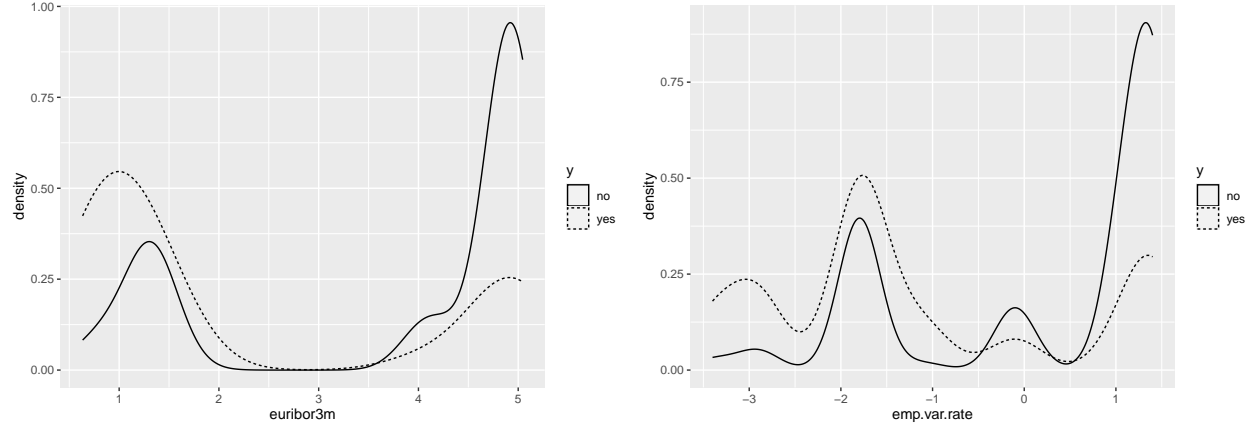 1.00
0.75
0.50
0.25
0.00
density
1 2 3 4 5
euribor3m
y
no
yes
0.75
0.50
0.25
0.00
density
−3 −2 −1 0 1
emp.var.rate
y
no
yes